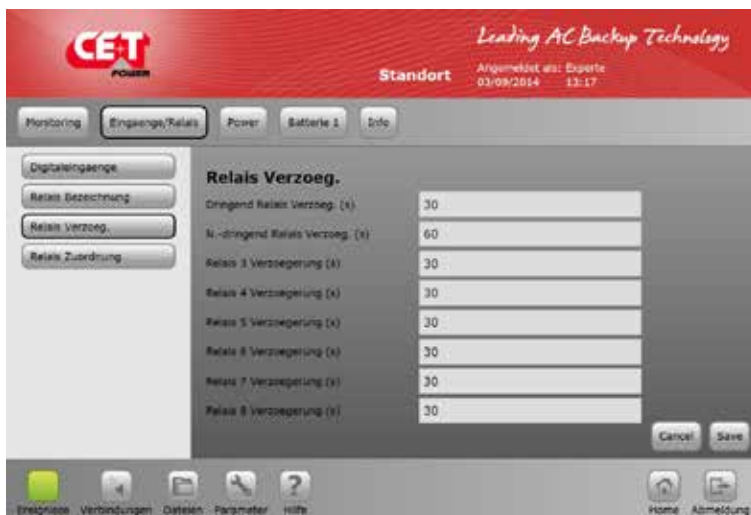 CE+T
POWER
Leading AC Backup Technology
Standort
Angemeldet als: Experte
03/09/2014 13:17
Monitoring
Eingaenge/Relais
Power
Batterie 1
Info
Digitaleingaenge
Relais Bezeichnung
Relais Verzoeg.
Relais Zuordnung
Relais Verzoeg.
Dringend Relais Verzoeg. (s) 30
N.-dringend Relais Verzoeg. (s) 60
Relais 3 Verzoegerung (s) 30
Relais 4 Verzoegerung (s) 30
Relais 5 Verzoegerung (s) 30
Relais 6 Verzoegerung (s) 30
Relais 7 Verzoegerung (s) 30
Relais 8 Verzoegerung (s) 30
Cancel
Save
Ereignisse
Verbindungen
Dateien
Parameter
Hilfe
Home
Abmeldung